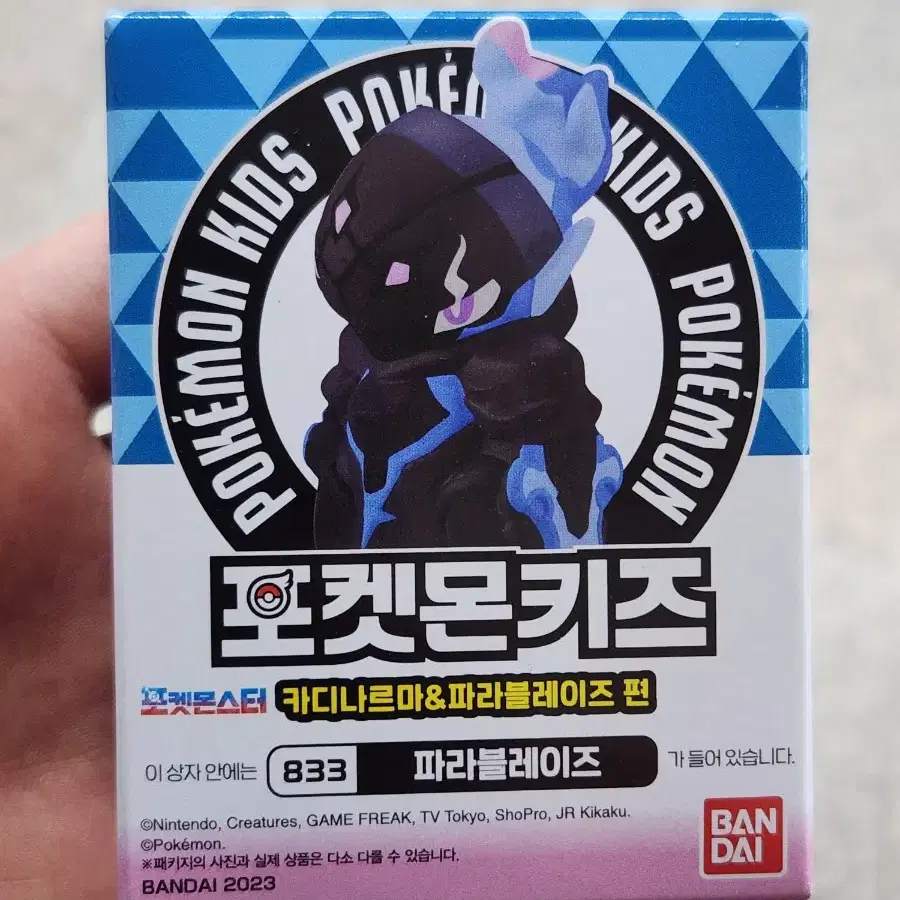 POKÉMON KIDS POKÉ KIDS POKÉMON
포켓몬키즈
포켓몬스터 카디나르마&파라블레이즈 편
이 상자 안에는 833 파라블레이즈 가 들어 있습니다.
©Nintendo, Creatures, GAME FREAK, TV Tokyo, ShoPro, JR Kikaku.
©Pokémon.
※패키지의 사진과 실제 상품은 다소 다를 수 있습니다.
BANDAI 2023
BAN
DAI